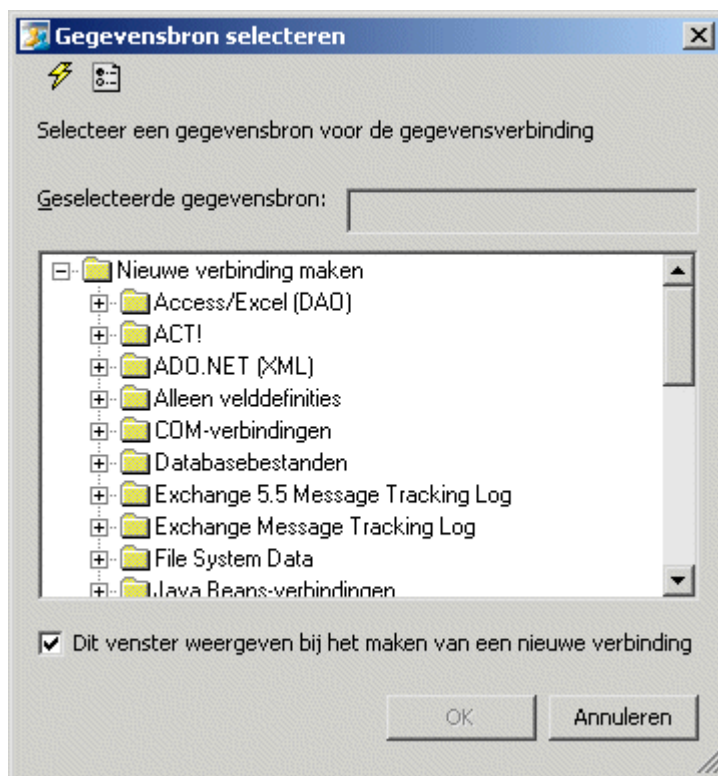 Gegevensbron selecteren
Selecteer een gegevensbron voor de gegevensverbinding
Geselecteerde gegevensbron:
Nieuwe verbinding maken
Access/Excel (DAO)
ACT!
ADO.NET (XML)
Alleen velddefinities
COM-verbindingen
Databasebestanden
Exchange 5.5 Message Tracking Log
Exchange Message Tracking Log
File System Data
Java Beans-verbindingen
Dit venster weergeven bij het maken van een nieuwe verbinding
OK Annuleren